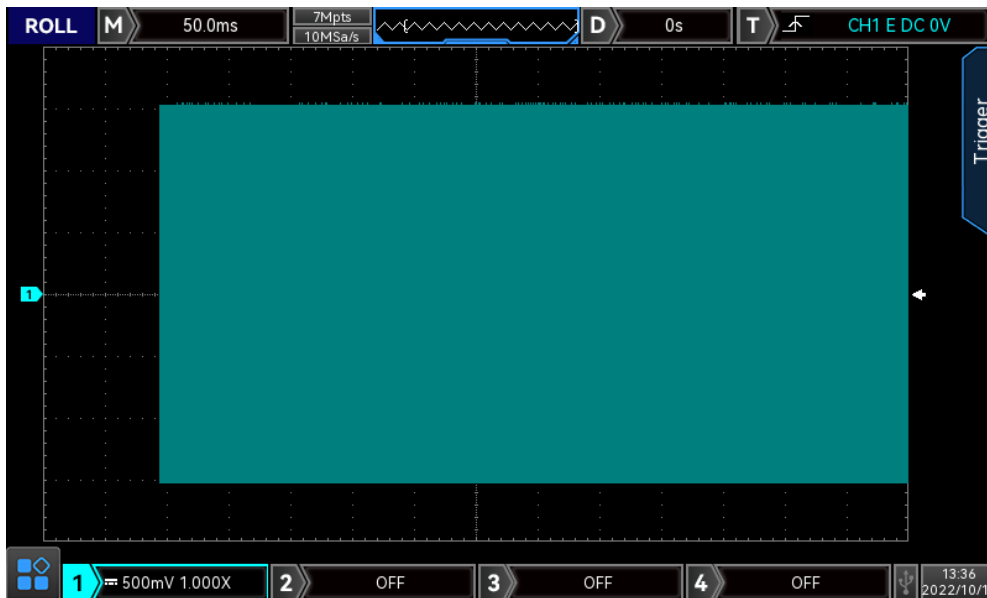 ROLL M 50.0ms 7Mpts D 0s T CH1 E DC 0V
10MSa/s
Trigger
1
1 500mV 1.000X 2 OFF 3 OFF 4 OFF 13:36
2022/10/1